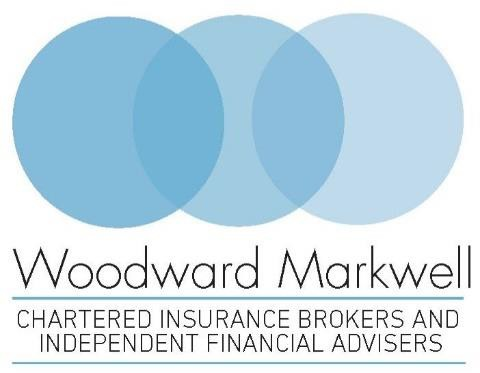 Woodward Markwell
CHARTERED INSURANCE BROKERS AND
INDEPENDENT FINANCIAL ADVISERS